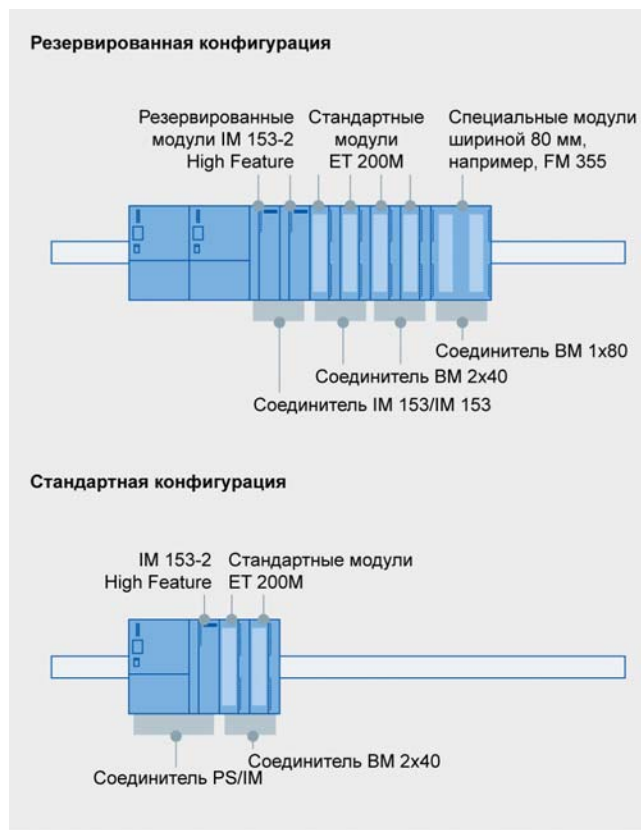 Резервированная конфигурация
Резервированные
модули IM 153-2
High Feature
Стандартные
модули
ET 200M
Специальные модули
шириной 80 мм,
например, FM 355
Соединитель BM 1x80
Соединитель BM 2x40
Соединитель IM 153/IM 153
Стандартная конфигурация
IM 153-2
High Feature
Стандартные модули
ET 200M
Соединитель BM 2x40
Соединитель PS/IM